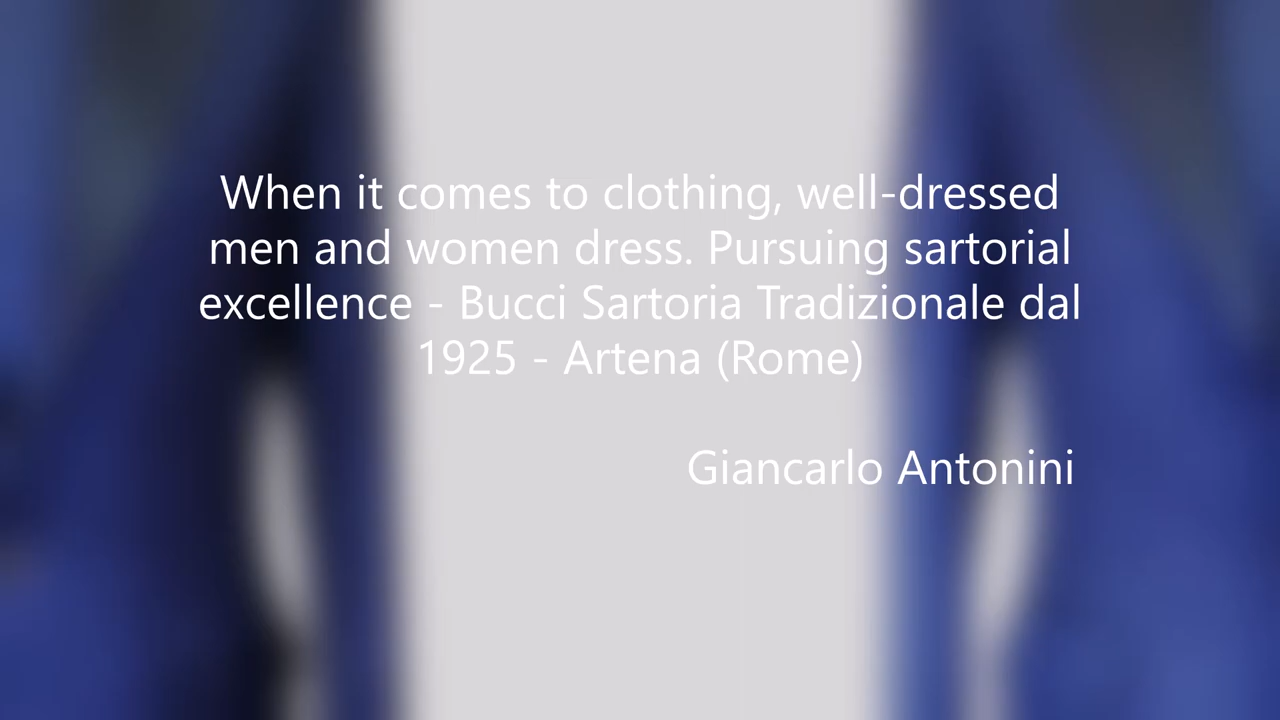 When it comes to clothing, well-dressed
men and women dress. Pursuing sartorial
excellence - Bucci Sartoria Tradizionale dal
1925 - Artena (Rome)
Giancarlo Antonini